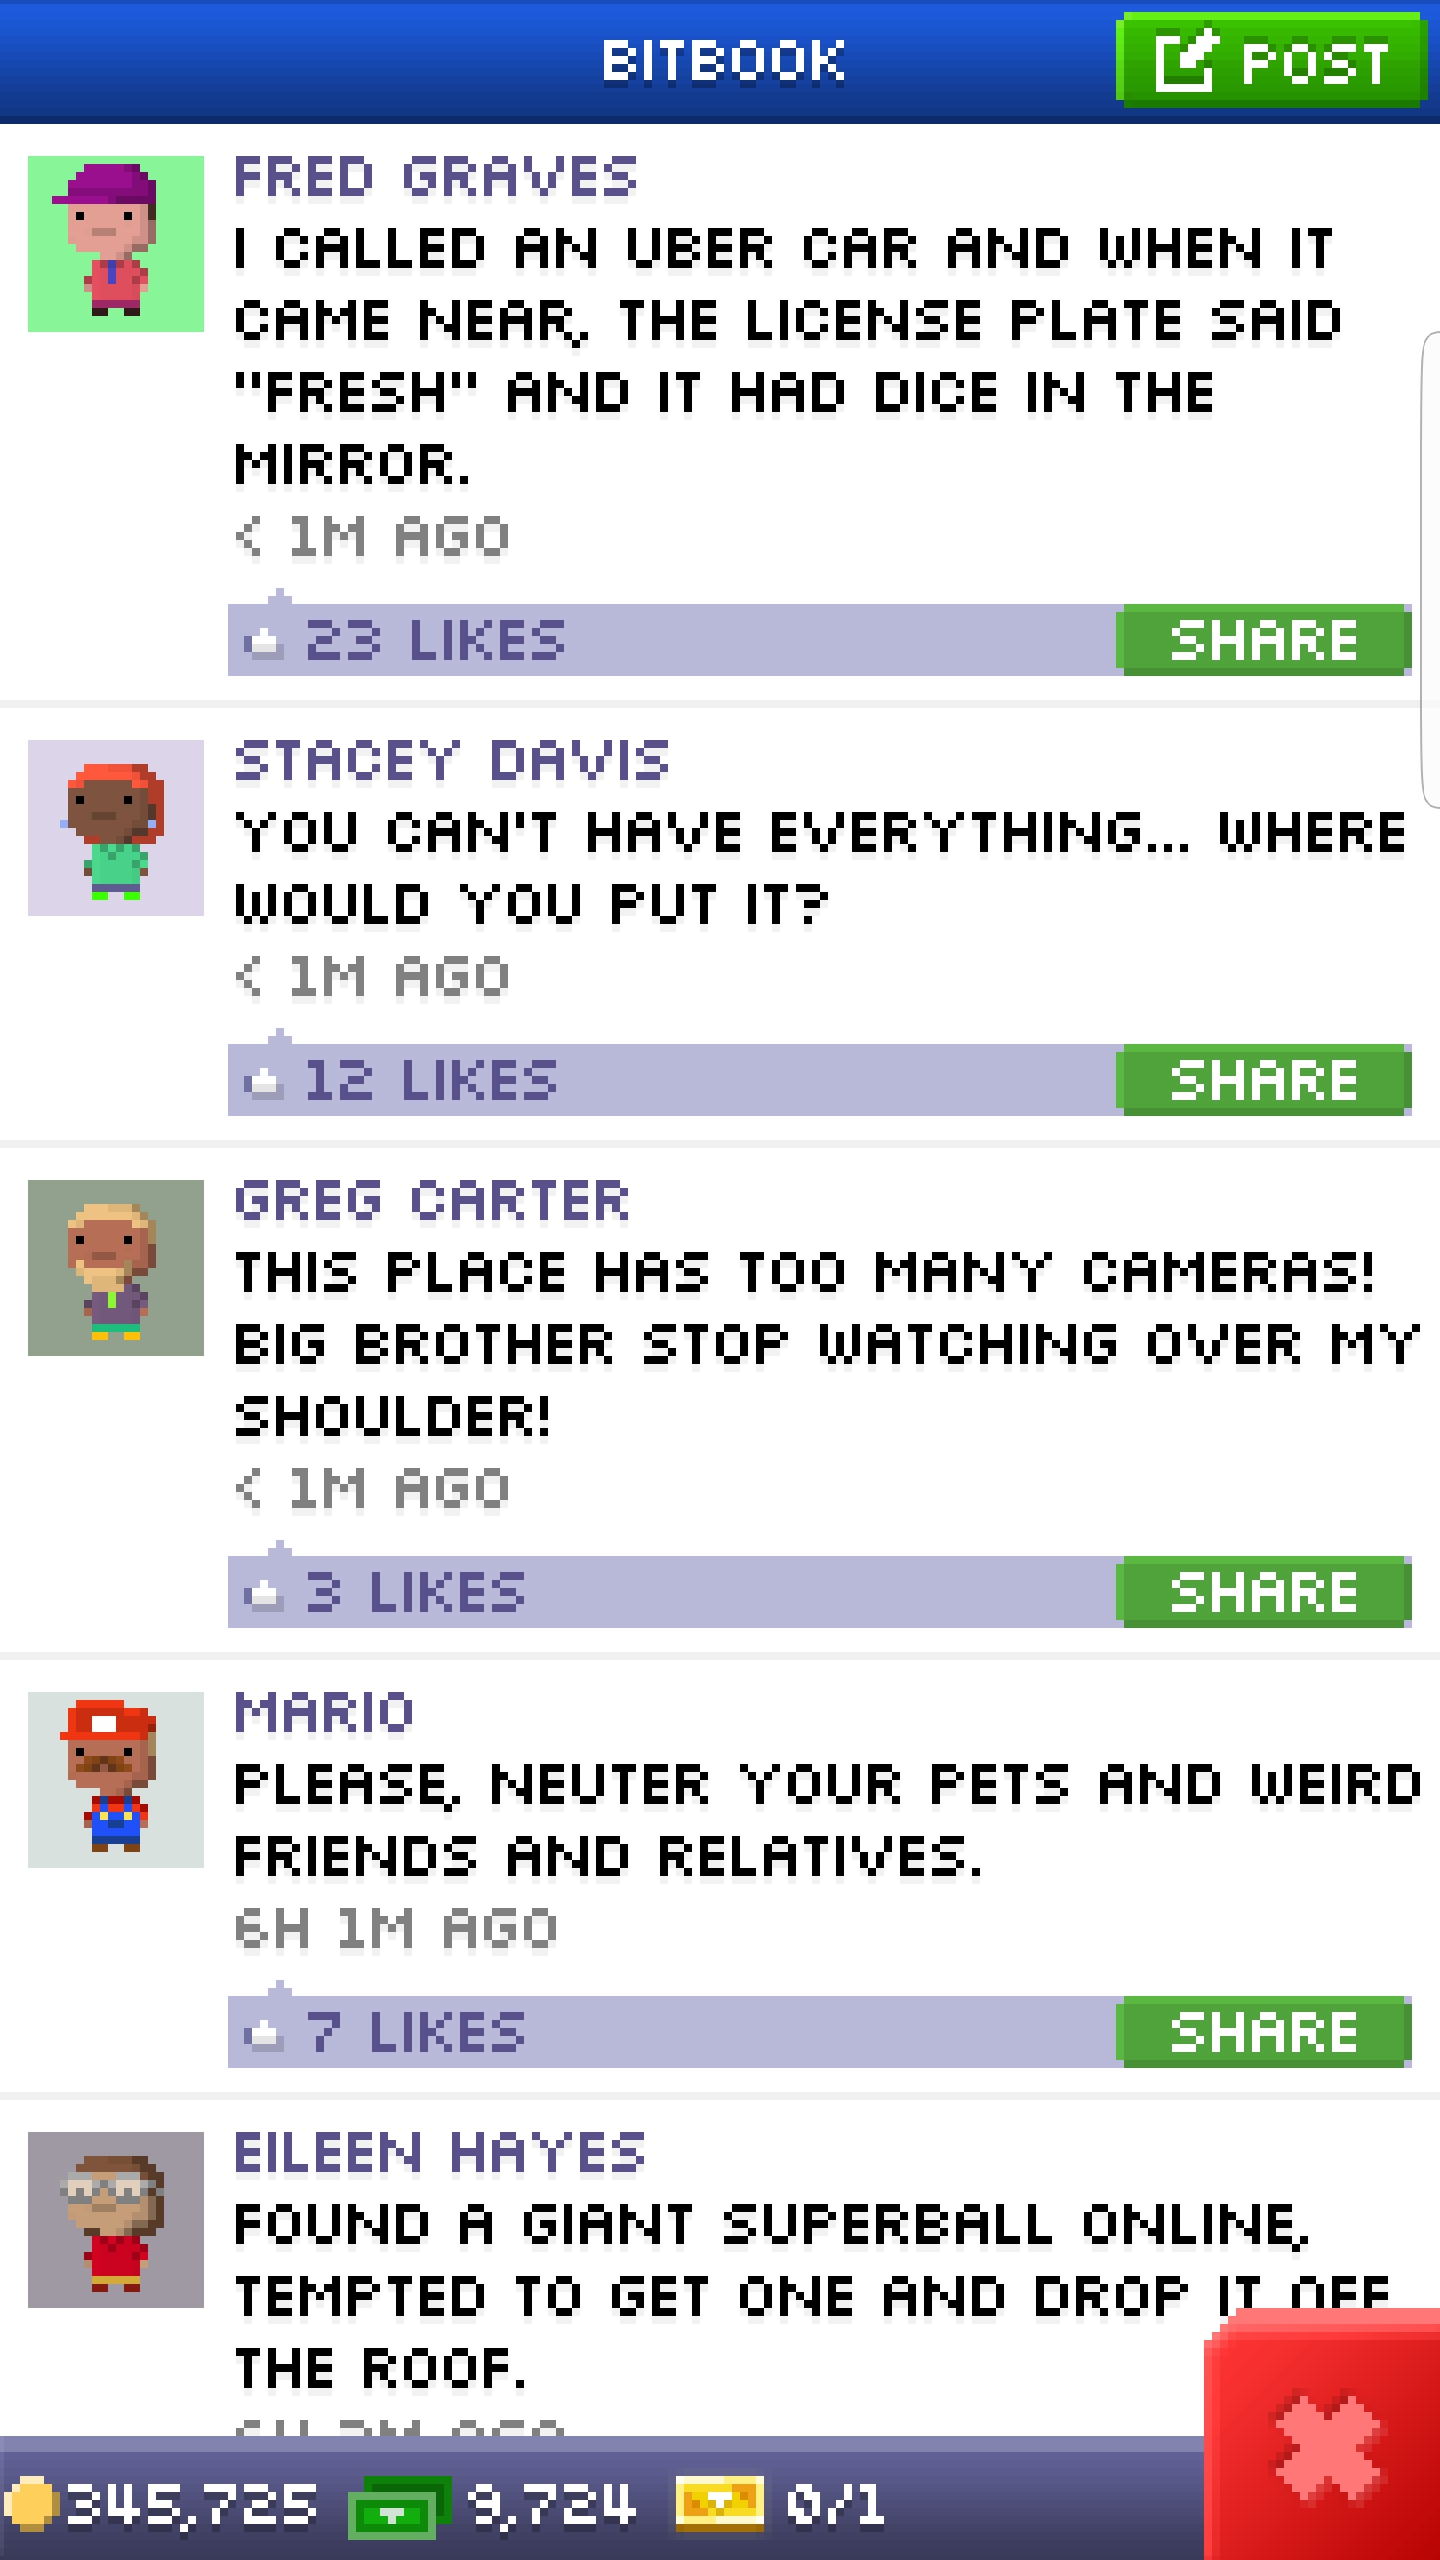 BITBOOK
POST
FRED GRAVES
I CALLED AN UBER CAR AND WHEN IT
CAME NEAR, THE LICENSE PLATE SAID
"FRESH" AND IT HAD DICE IN THE
MIRROR.
< 1M AGO
23 LIKES
SHARE
STACEY DAVIS
YOU CAN'T HAVE EVERYTHING... WHERE
WOULD YOU PUT IT?
< 1M AGO
12 LIKES
SHARE
GREG CARTER
THIS PLACE HAS TOO MANY CAMERAS!
BIG BROTHER STOP WATCHING OVER MY
SHOULDER!
< 1M AGO
3 LIKES
SHARE
MARIO
PLEASE, NEUTER YOUR PETS AND WEIRD
FRIENDS AND RELATIVES.
6H 1M AGO
7 LIKES
SHARE
EILEEN HAYES
FOUND A GIANT SUPERBALL ONLINE,
TEMPTED TO GET ONE AND DROP IT OFF
THE ROOF.
AGO
345,725
9,724
0/1